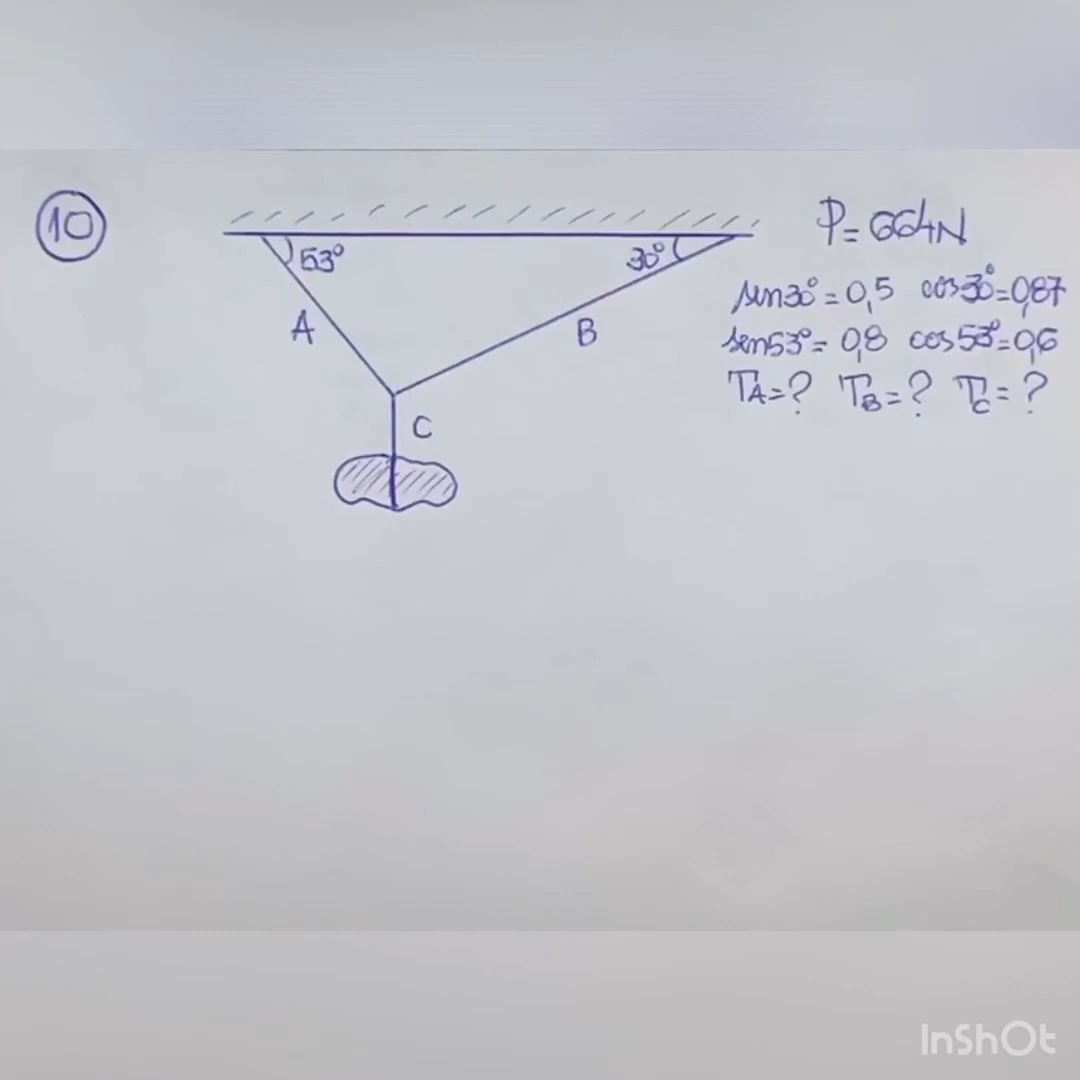 10
53°
30°
A
B
C
P = 664N
sen30° = 0,5 cos30° = 0,87
sen53° = 0,8 cos53° = 0,6
TA = ? TB = ? TC = ?
InShOt